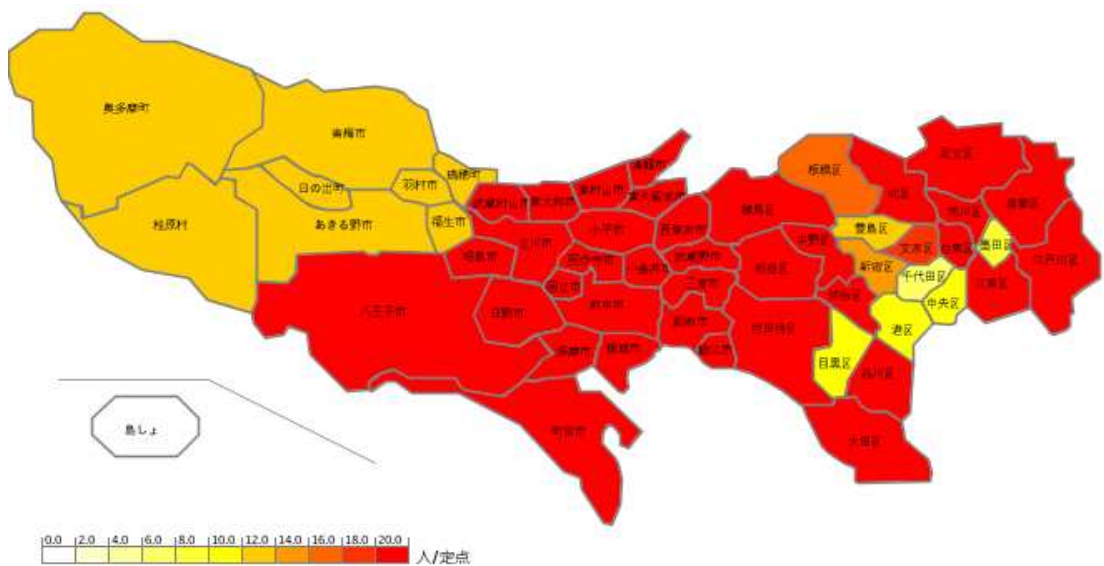 奥多摩町
青梅市
日の出町
羽村市
瑞穂町
桧原村
あきる野市
福生市
武蔵村山市
東大和市
東村山市
清瀬市
東久留米市
西東京市
練馬区
板橋区
北区
足立区
葛飾区
荒川区
豊島区
文京区
台東区
墨田区
江戸川区
昭島市
立川市
小平市
国分寺市
小金井市
武蔵野市
三鷹市
杉並区
中野区
新宿区
千代田区
中央区
江東区
八王子市
日野市
国立市
府中市
調布市
狛江市
世田谷区
渋谷区
港区
目黒区
品川区
多摩市
稲城市
町田市
大田区
島しょ
0.0 2.0 4.0 6.0 8.0 10.0 12.0 14.0 16.0 18.0 20.0
人/定点